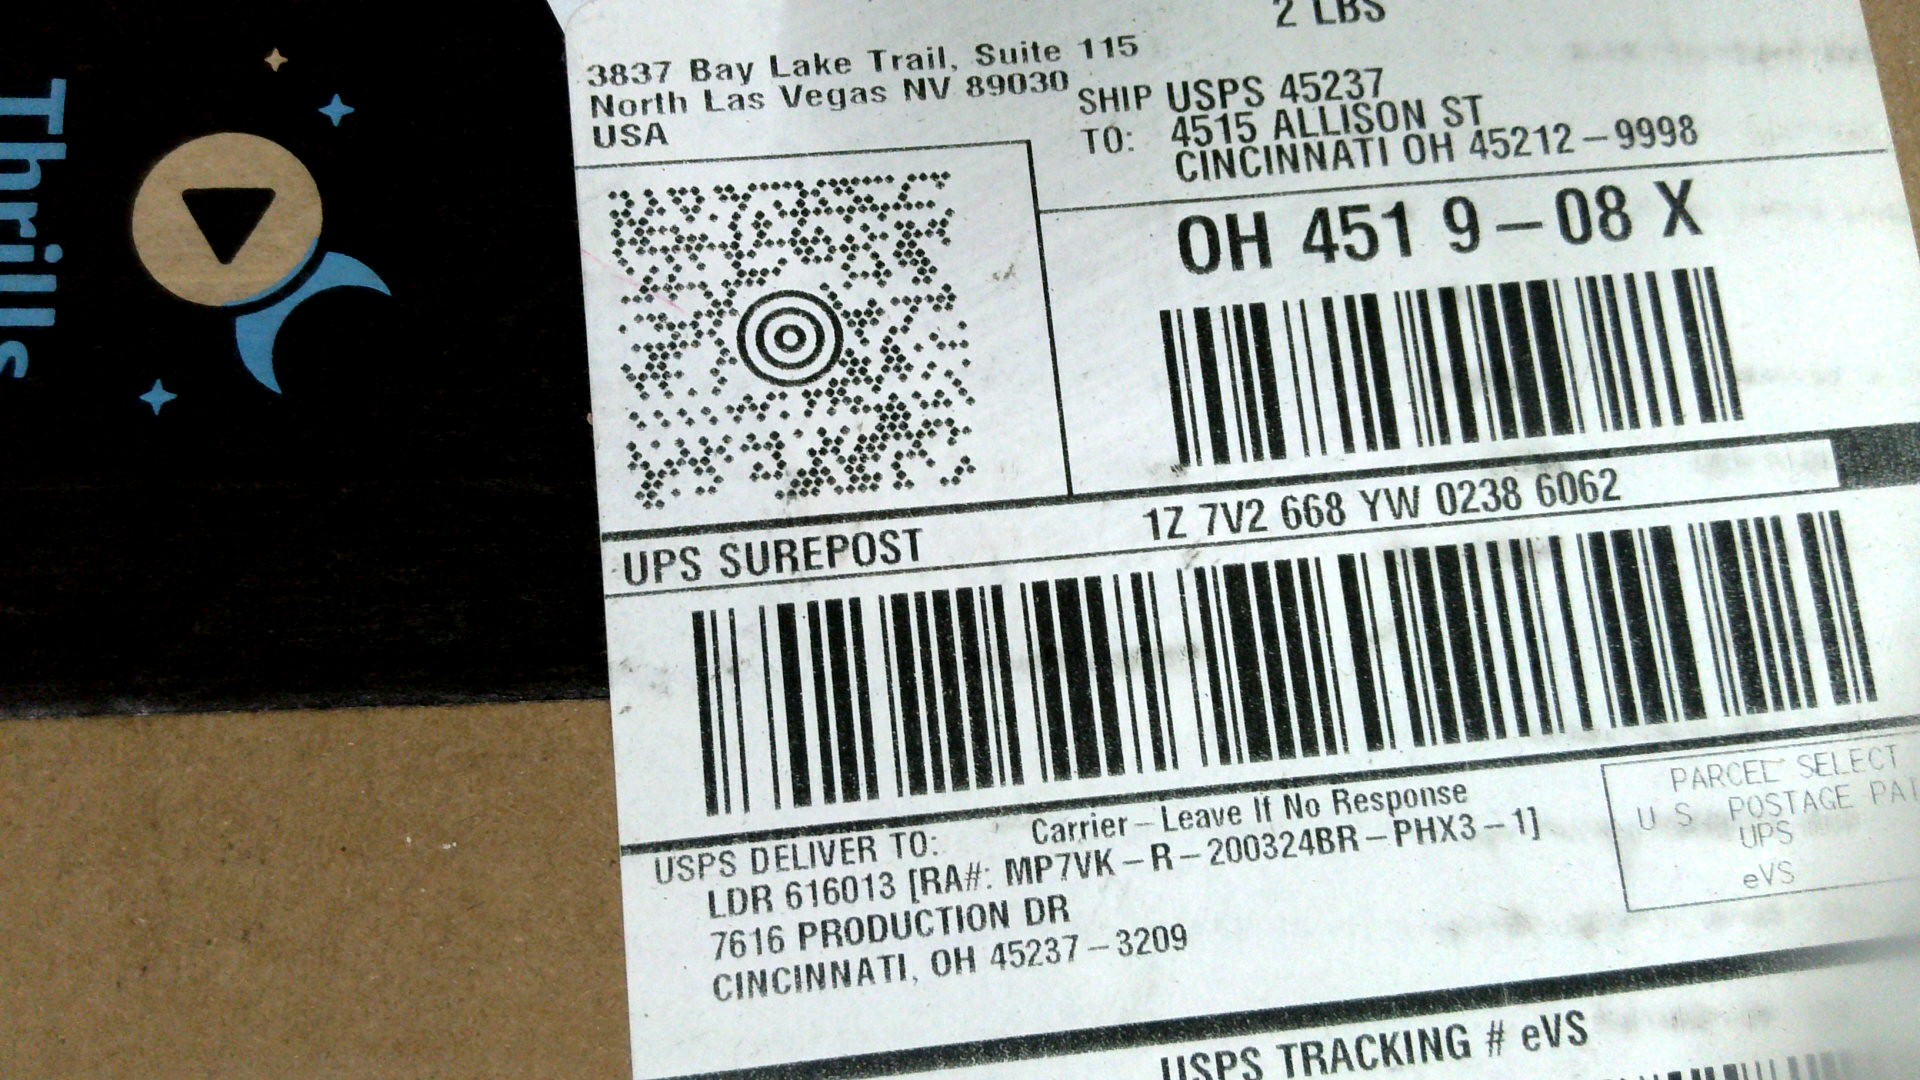 Thrills
2 LBS
3837 Bay Lake Trail, Suite 115
North Las Vegas NV 89030
USA
SHIP
TO:
USPS 45237
4515 ALLISON ST
CINCINNATI OH 45212-9998
OH 451 9-08 X
UPS SUREPOST
1Z 7V2 668 YW 0238 6062
USPS DELIVER TO:
Carrier-Leave If No Response
LDR 616013 [RA#: MP7VK-R-200324BR-PHX3-1]
7616 PRODUCTION DR
CINCINNATI, OH 45237-3209
PARCEL SELECT
U S POSTAGE PAI
UPS
eVS
USPS TRACKING # eVS